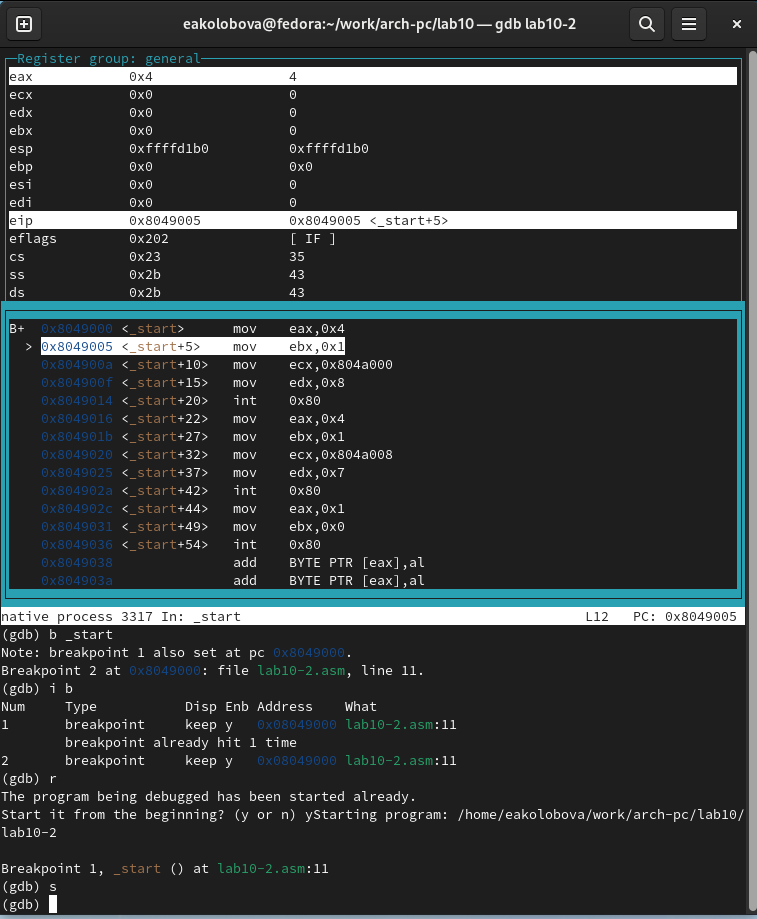 eakolobova@fedora:~/work/arch-pc/lab10 — gdb lab10-2
Register group: general
eax 0x4 4
ecx 0x0 0
edx 0x0 0
ebx 0x0 0
esp 0xffffd1b0 0xffffd1b0
ebp 0x0 0x0
esi 0x0 0
edi 0x0 0
eip 0x8049005 0x8049005 <_start+5>
eflags 0x202 [ IF ]
cs 0x23 35
ss 0x2b 43
ds 0x2b 43
B+ 0x8049000 <_start> mov eax,0x4
> 0x8049005 <_start+5> mov ebx,0x1
0x804900a <_start+10> mov ecx,0x804a000
0x804900f <_start+15> mov edx,0x8
0x8049014 <_start+20> int 0x80
0x8049016 <_start+22> mov eax,0x4
0x804901b <_start+27> mov ebx,0x1
0x8049020 <_start+32> mov ecx,0x804a008
0x8049025 <_start+37> mov edx,0x7
0x804902a <_start+42> int 0x80
0x804902c <_start+44> mov eax,0x1
0x8049031 <_start+49> mov ebx,0x0
0x8049036 <_start+54> int 0x80
0x8049038 add BYTE PTR [eax],al
0x804903a add BYTE PTR [eax],al
native process 3317 In: _start L12 PC: 0x8049005
(gdb) b _start
Note: breakpoint 1 also set at pc 0x8049000.
Breakpoint 2 at 0x8049000: file lab10-2.asm, line 11.
(gdb) i b
Num Type Disp Enb Address What
1 breakpoint keep y 0x08049000 lab10-2.asm:11
breakpoint already hit 1 time
2 breakpoint keep y 0x08049000 lab10-2.asm:11
(gdb) r
The program being debugged has been started already.
Start it from the beginning? (y or n) yStarting program: /home/eakolobova/work/arch-pc/lab10/
lab10-2
Breakpoint 1, _start () at lab10-2.asm:11
(gdb) s
(gdb)